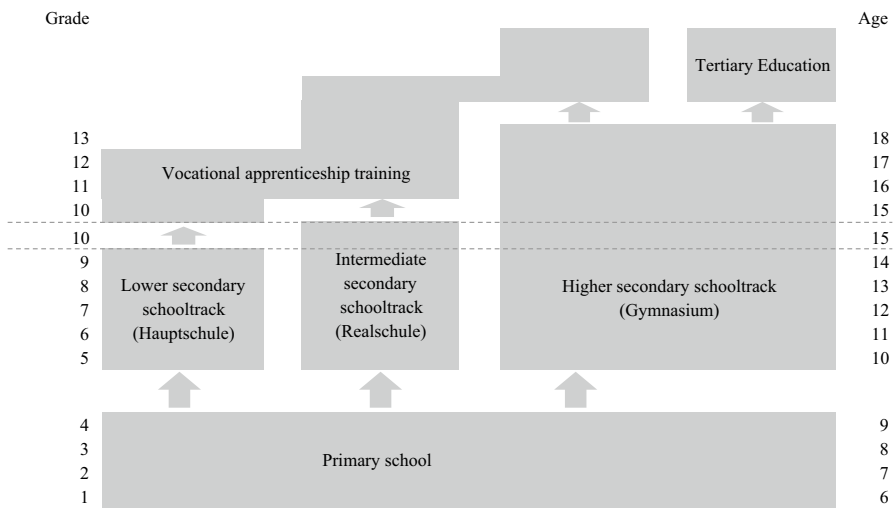 Grade
Age
Tertiary Education
13
18
12
17
Vocational apprenticeship training
11
16
10
15
10
15
9
14
Lower secondary
schooltrack
(Hauptschule)
Intermediate
secondary
schooltrack
(Realschule)
Higher secondary schooltrack
(Gymnasium)
8
13
7
12
6
11
5
10
4
9
3
8
Primary school
2
7
1
6